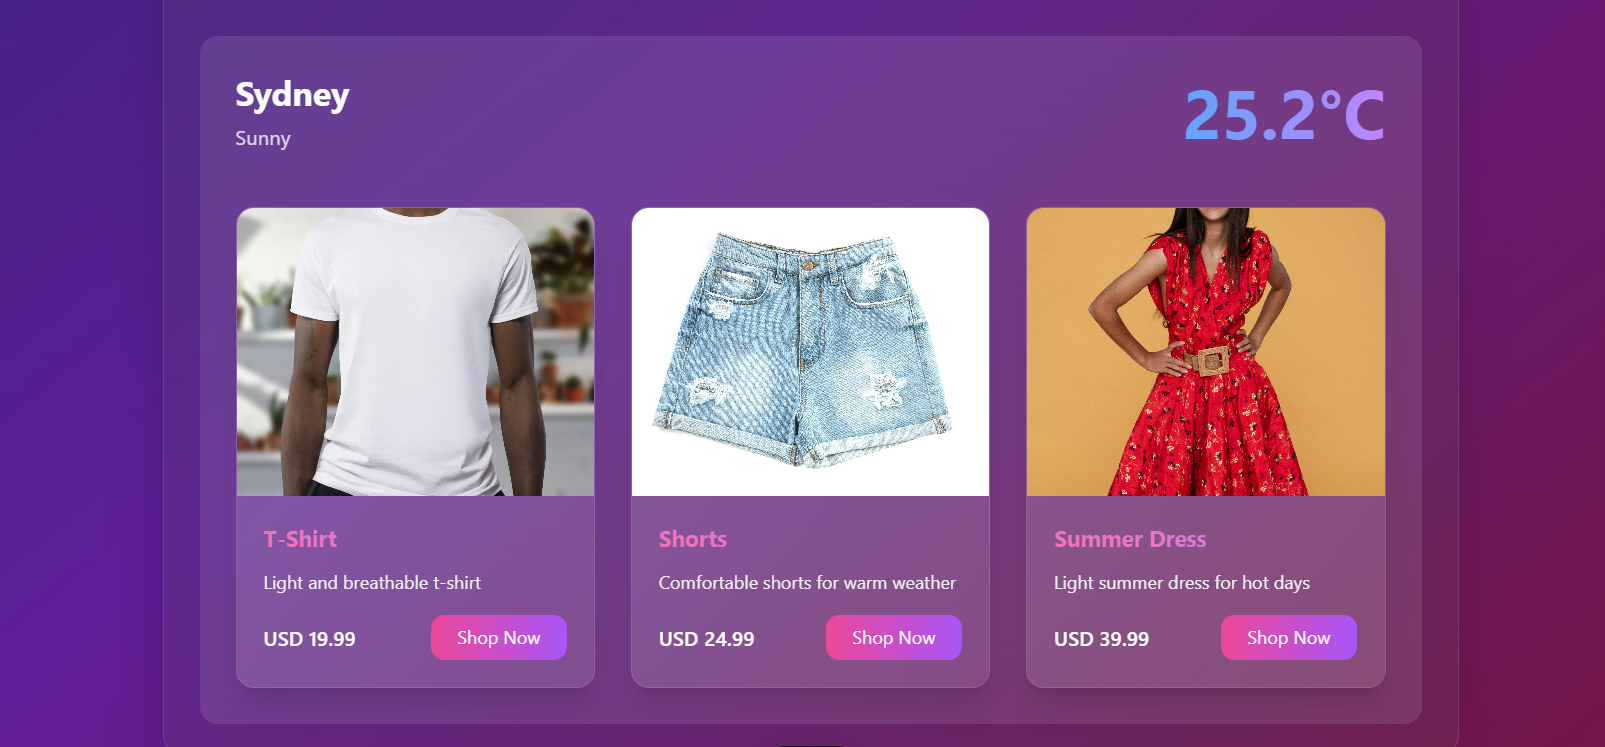 Sydney
25.2°C
Sunny
T-Shirt
Light and breathable t-shirt
USD 19.99
Shop Now
Shorts
Comfortable shorts for warm weather
USD 24.99
Shop Now
Summer Dress
Light summer dress for hot days
USD 39.99
Shop Now